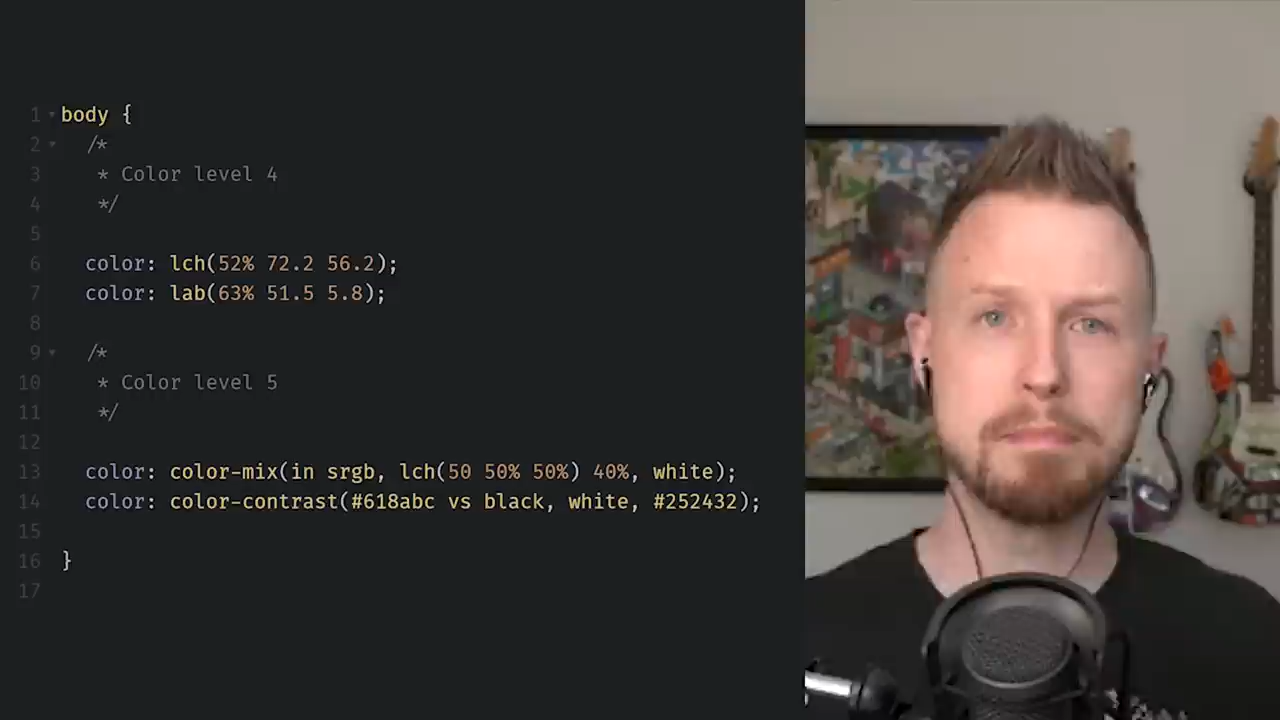 1 body {
2 /*
3 * Color level 4
4 */
5
6 color: lch(52% 72.2 56.2);
7 color: lab(63% 51.5 5.8);
8
9 /*
10 * Color level 5
11 */
12
13 color: color-mix(in srgb, lch(50 50% 50%) 40%, white);
14 color: color-contrast(#618abc vs black, white, #252432);
15
16 }
17